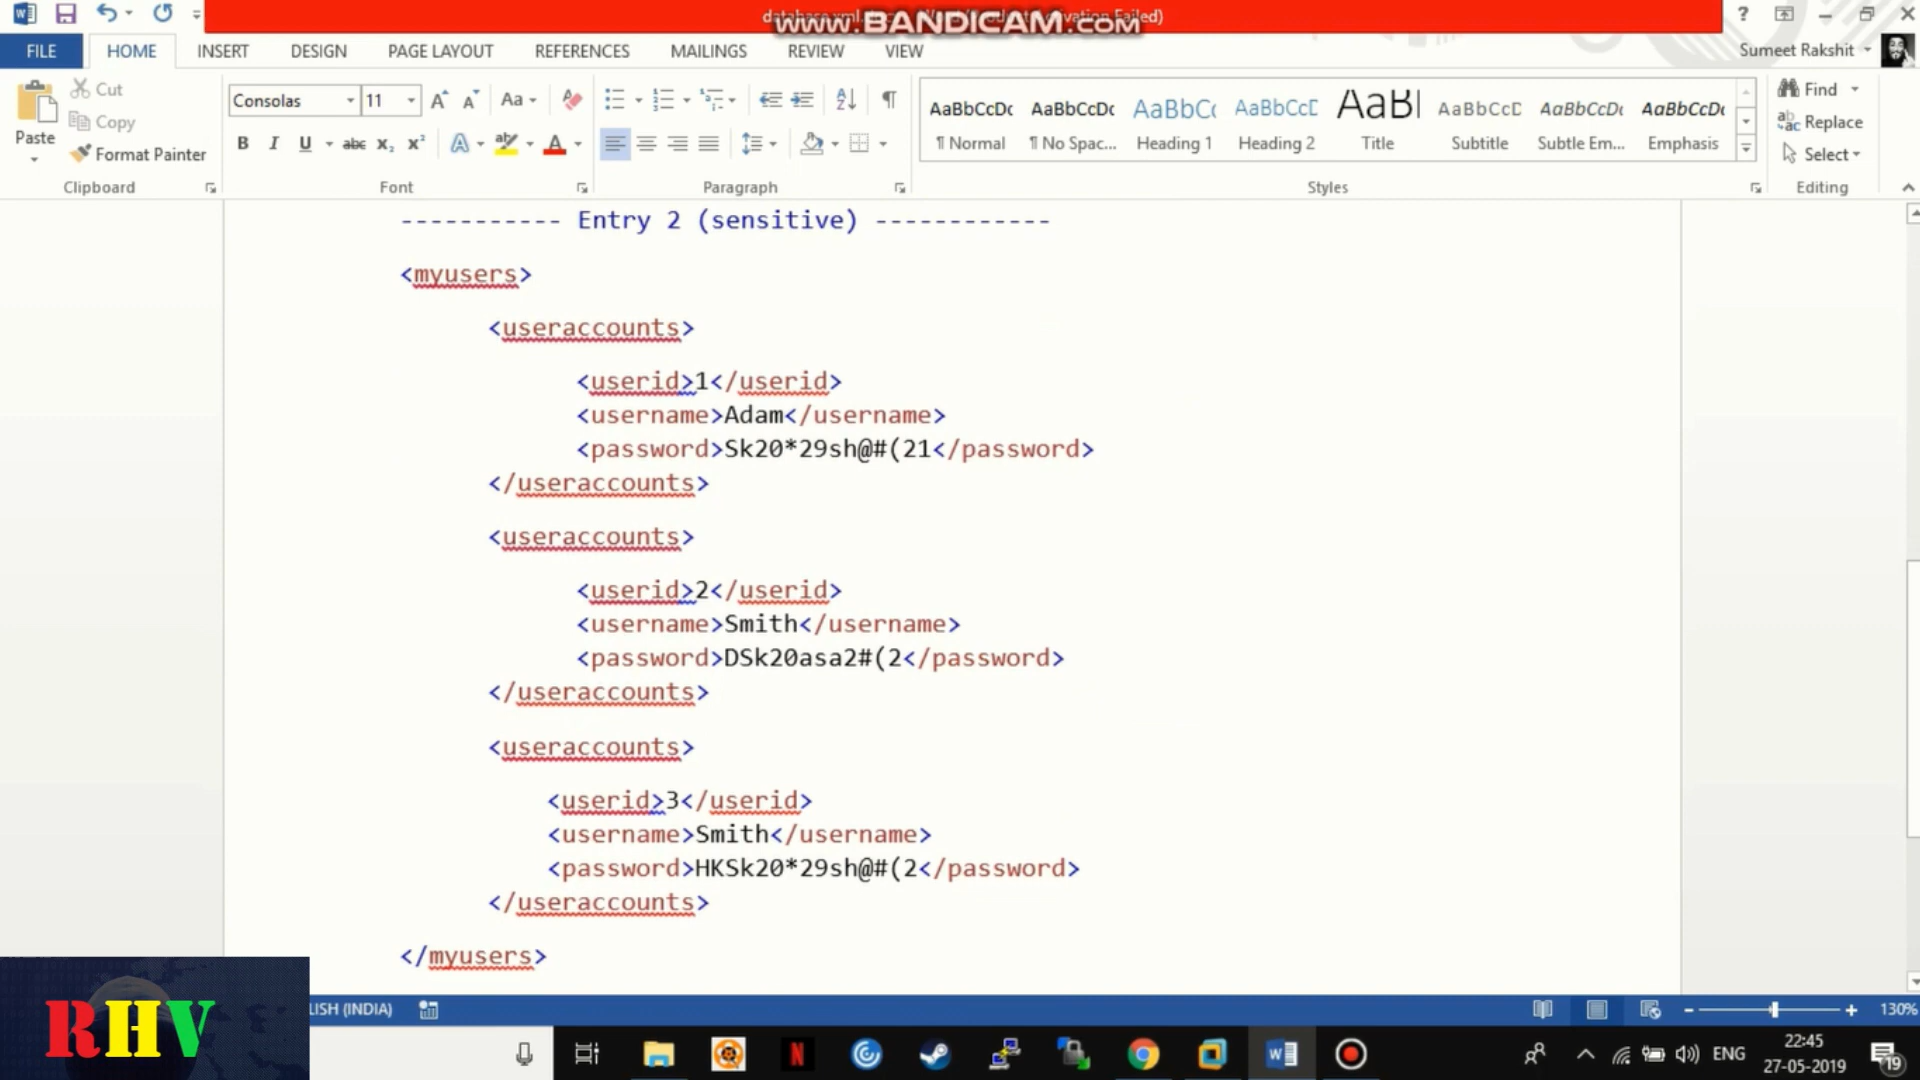 www.BANDICAM.com
FILE HOME INSERT DESIGN PAGE LAYOUT REFERENCES MAILINGS REVIEW VIEW
Sumeet Rakshit
Paste
Cut
Copy
Format Painter
Consolas 11
Clipboard Font Paragraph Styles Editing
AaBbCcDc AaBbCcDc AaBbC AaBbCcD AaB AaBbCcD AaBbCcDc AaBbCcDc
¶ Normal ¶ No Spac... Heading 1 Heading 2 Title Subtitle Subtle Em... Emphasis
Find
Replace
Select
----------- Entry 2 (sensitive) ------------
<myusers>
<useraccounts>
<userid>1</userid>
<username>Adam</username>
<password>Sk20*29sh@#(21</password>
</useraccounts>
<useraccounts>
<userid>2</userid>
<username>Smith</username>
<password>DSk20asa2#(2</password>
</useraccounts>
<useraccounts>
<userid>3</userid>
<username>Smith</username>
<password>HKSk20*29sh@#(2</password>
</useraccounts>
</myusers>
RHV
LISH (INDIA)
130%
ENG
22:45
27-05-2019
19